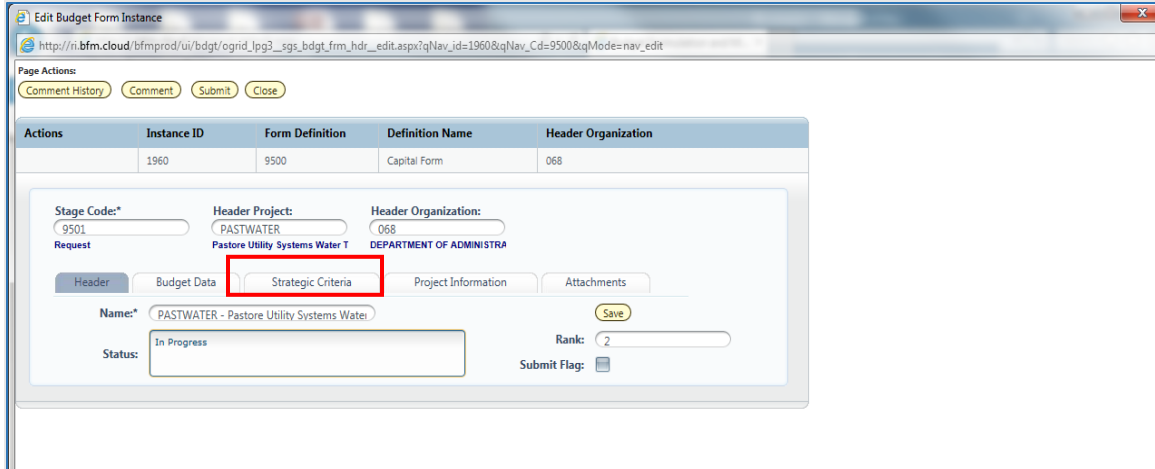 Edit Budget Form Instance
http://ri.bfm.cloud/bfmprod/ui/bdgt/ogrid_lpg3__sgs_bdgt_frm_hdr__edit.aspx?qNav_id=1960&qNav_Cd=9500&qMode=nav_edit
Page Actions:
Comment History Comment Submit Close
Actions Instance ID Form Definition Definition Name Header Organization
1960 9500 Capital Form 068
Stage Code:* Header Project: Header Organization:
9501 PASTWATER 068
Request Pastore Utility Systems Water T DEPARTMENT OF ADMINISTRA
Header Budget Data Strategic Criteria Project Information Attachments
Name:* PASTWATER - Pastore Utility Systems Water Save
Status: In Progress Rank: 2
Submit Flag: